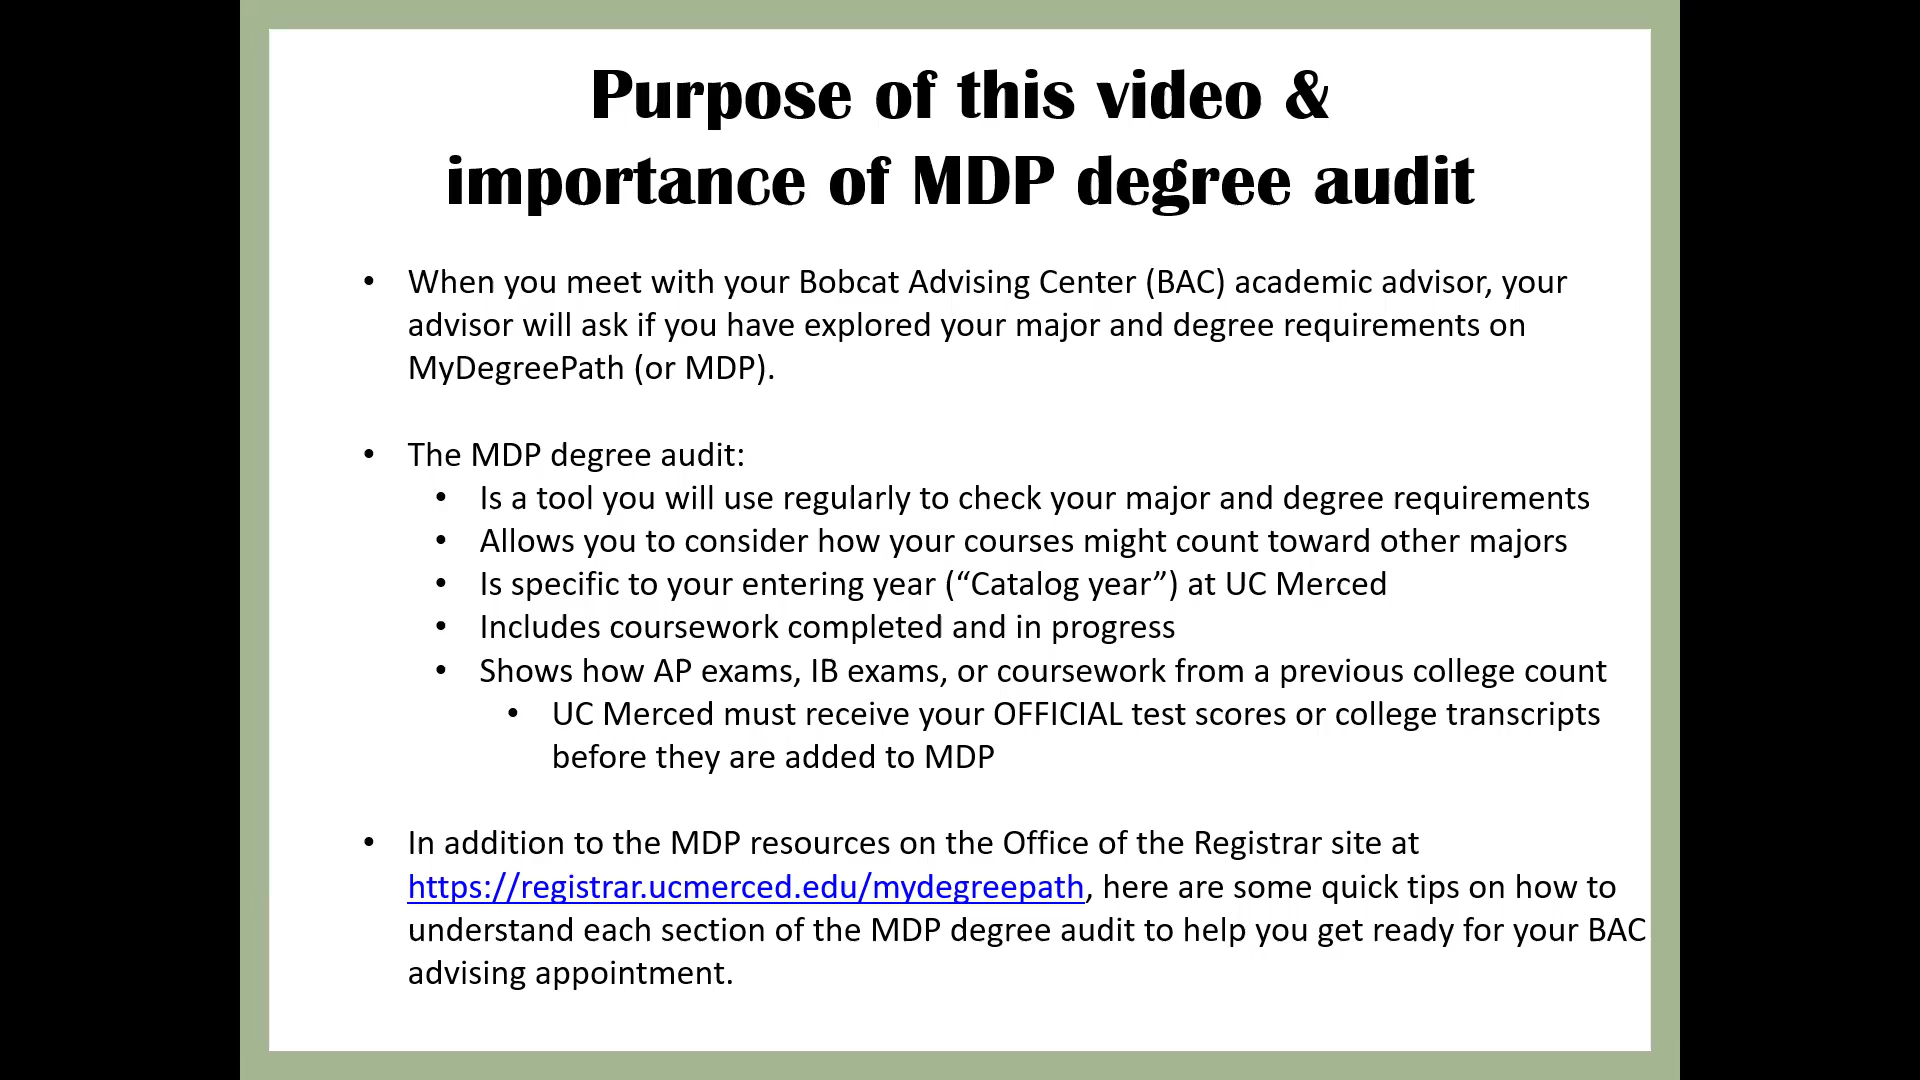 Purpose of this video &
importance of MDP degree audit
• When you meet with your Bobcat Advising Center (BAC) academic advisor, your
advisor will ask if you have explored your major and degree requirements on
MyDegreePath (or MDP).
• The MDP degree audit:
• Is a tool you will use regularly to check your major and degree requirements
• Allows you to consider how your courses might count toward other majors
• Is specific to your entering year (“Catalog year”) at UC Merced
• Includes coursework completed and in progress
• Shows how AP exams, IB exams, or coursework from a previous college count
• UC Merced must receive your OFFICIAL test scores or college transcripts
before they are added to MDP
• In addition to the MDP resources on the Office of the Registrar site at
https://registrar.ucmerced.edu/mydegreepath, here are some quick tips on how to
understand each section of the MDP degree audit to help you get ready for your BAC
advising appointment.